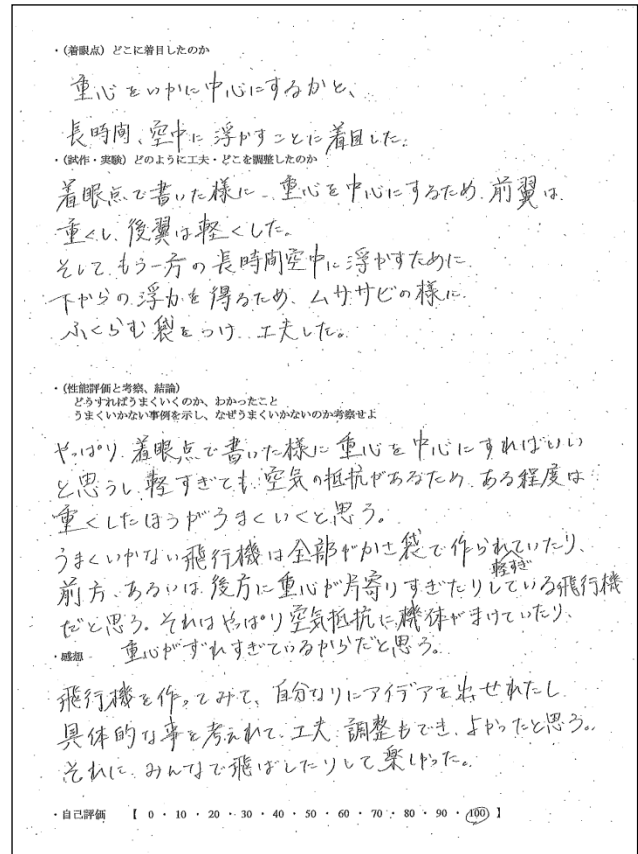 ・(着眼点) どこに着目したのか
重心をいかに中心にするかと、
長時間、空中に浮かすことに着目した。
・(試作・実験) どのように工夫・どこを調整したのか
着眼点で書いた様に、重心を中心にするため、前翼は
重くし、後翼は軽くした。
そして、もう一方の長時間空中に浮かすために
下からの浮力を得るため、ムササビの様に
ふくらむ袋をつけ、工夫した。
・(性能評価と考察、結論)
どうすればうまくいくのか、わかったこと
うまくいかない事例を示し、なぜうまくいかないのか考察せよ
やっぱり、着眼点で書いた様に重心を中心にすればいい
と思うし、軽すぎても、空気の抵抗があるため、ある程度は
重くしたほうがうまくいくと思う。
うまくいかない飛行機は全部がかさ袋で作られていたり、
軽すぎ
前方、あるいは、後方に重心が片寄りすぎたりしている飛行機
だと思う。それはやっぱり空気抵抗に機体がまけていたり、
重心がずれすぎているからだと思う。
・感想
飛行機を作ってみて、自分なりにアイデアを出せれたし
具体的な事を考えれて、工夫、調整もでき、よかったと思う。
それに、みんなで飛ばしたりして楽しかった。
・自己評価 【 0 ・ 10 ・ 20 ・ 30 ・ 40 ・ 50 ・ 60 ・ 70 ・ 80 ・ 90 ・ 100 】